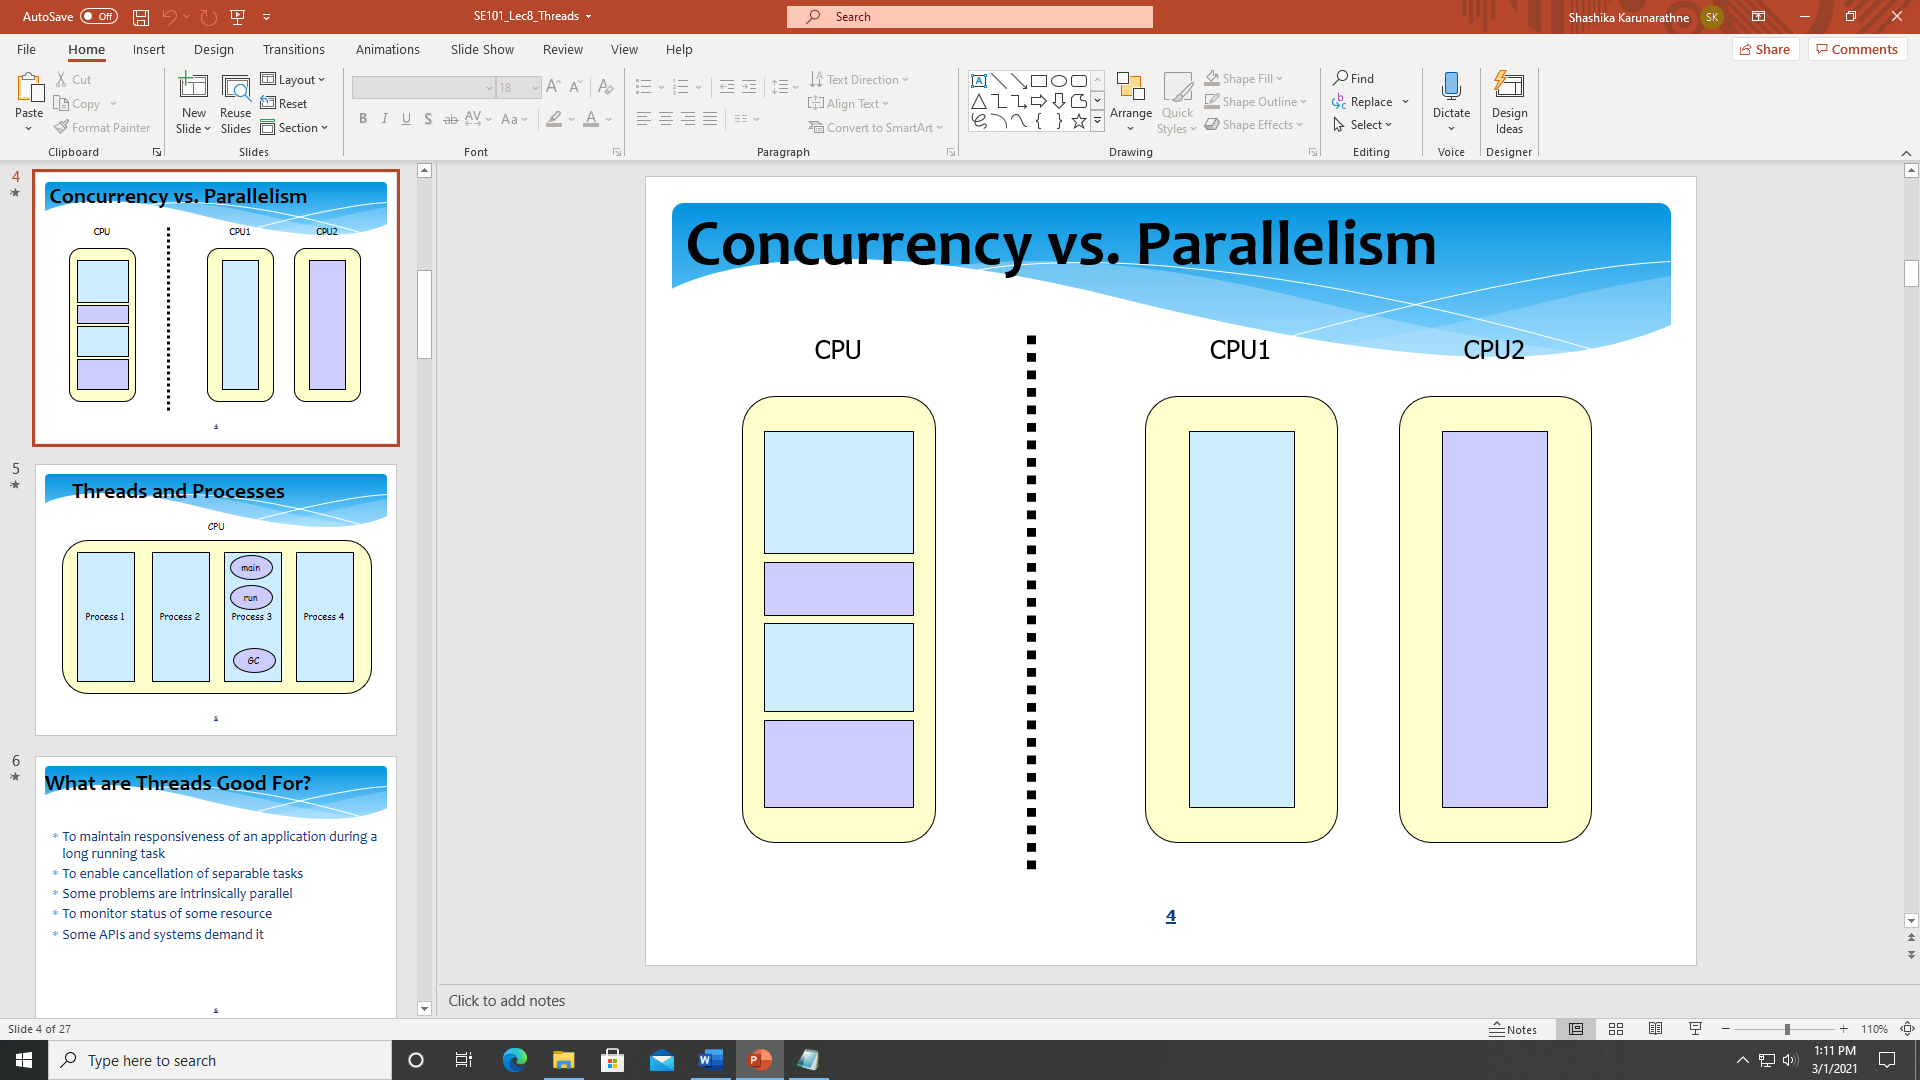 AutoSave Off
SE101_Lec8_Threads
Search
Shashika Karunarathne SK
File Home Insert Design Transitions Animations Slide Show Review View Help
Share Comments
Paste
Cut
Copy
Format Painter
Clipboard
New Slide
Reuse Slides
Layout
Reset
Section
Slides
18
B I U S ab AV Aa A
Font
Text Direction
Align Text
Convert to SmartArt
Paragraph
Arrange
Quick Styles
Shape Fill
Shape Outline
Shape Effects
Drawing
Find
Replace
Select
Editing
Dictate
Voice
Design Ideas
Designer
4
Concurrency vs. Parallelism
CPU CPU1 CPU2
4
5
Threads and Processes
CPU
main
run
Process 1 Process 2 Process 3 Process 4
GC
5
6
What are Threads Good For?
* To maintain responsiveness of an application during a
long running task
* To enable cancellation of separable tasks
* Some problems are intrinsically parallel
* To monitor status of some resource
* Some APIs and systems demand it
6
Concurrency vs. Parallelism
CPU CPU1 CPU2
4
Click to add notes
Slide 4 of 27
Notes
110%
Type here to search
1:11 PM
3/1/2021